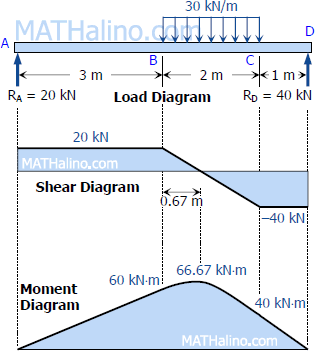 30 kN/m
MATHalino.com
A
D
B
C
3 m
2 m
1 m
R_A = 20 kN
Load Diagram
R_D = 40 kN
20 kN
MATHalino.com
Shear Diagram
0.67 m
−40 kN
66.67 kN·m
60 kN·m
Moment
Diagram
40 kN·m
MATHalino.com